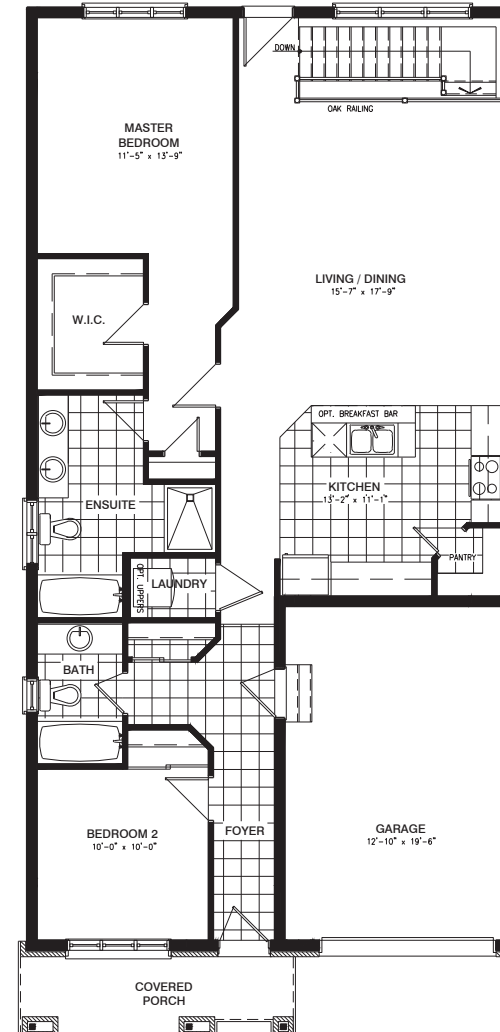 DOWN
OAK RAILING
MASTER
BEDROOM
11'-5" x 13'-9"
LIVING / DINING
15'-7" x 17'-9"
W.I.C.
OPT. BREAKFAST BAR
KITCHEN
13'-2" x 11'-1"
ENSUITE
PANTRY
OPT. UPPERS
LAUNDRY
BATH
BEDROOM 2
10'-0" x 10'-0"
FOYER
GARAGE
12'-10" x 19'-6"
COVERED
PORCH